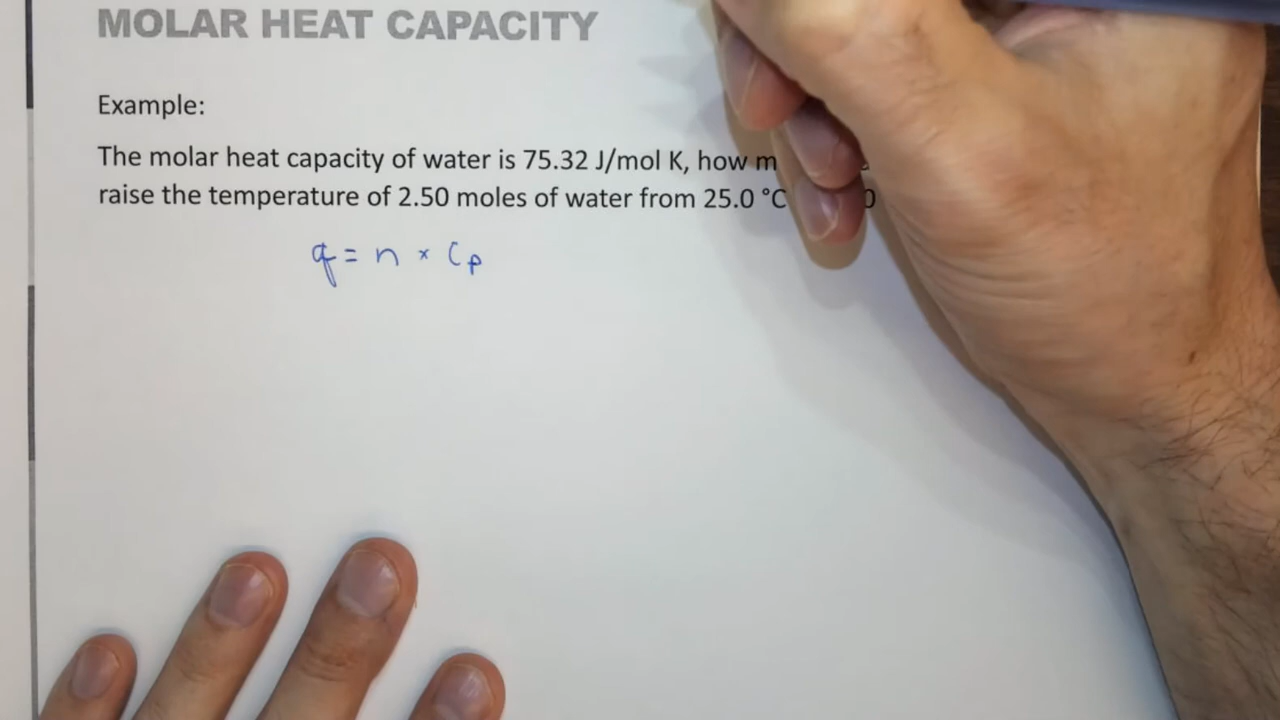 MOLAR HEAT CAPACITY
Example:
The molar heat capacity of water is 75.32 J/mol K, how
raise the temperature of 2.50 moles of water from 25.0 °C
q = n × Cp